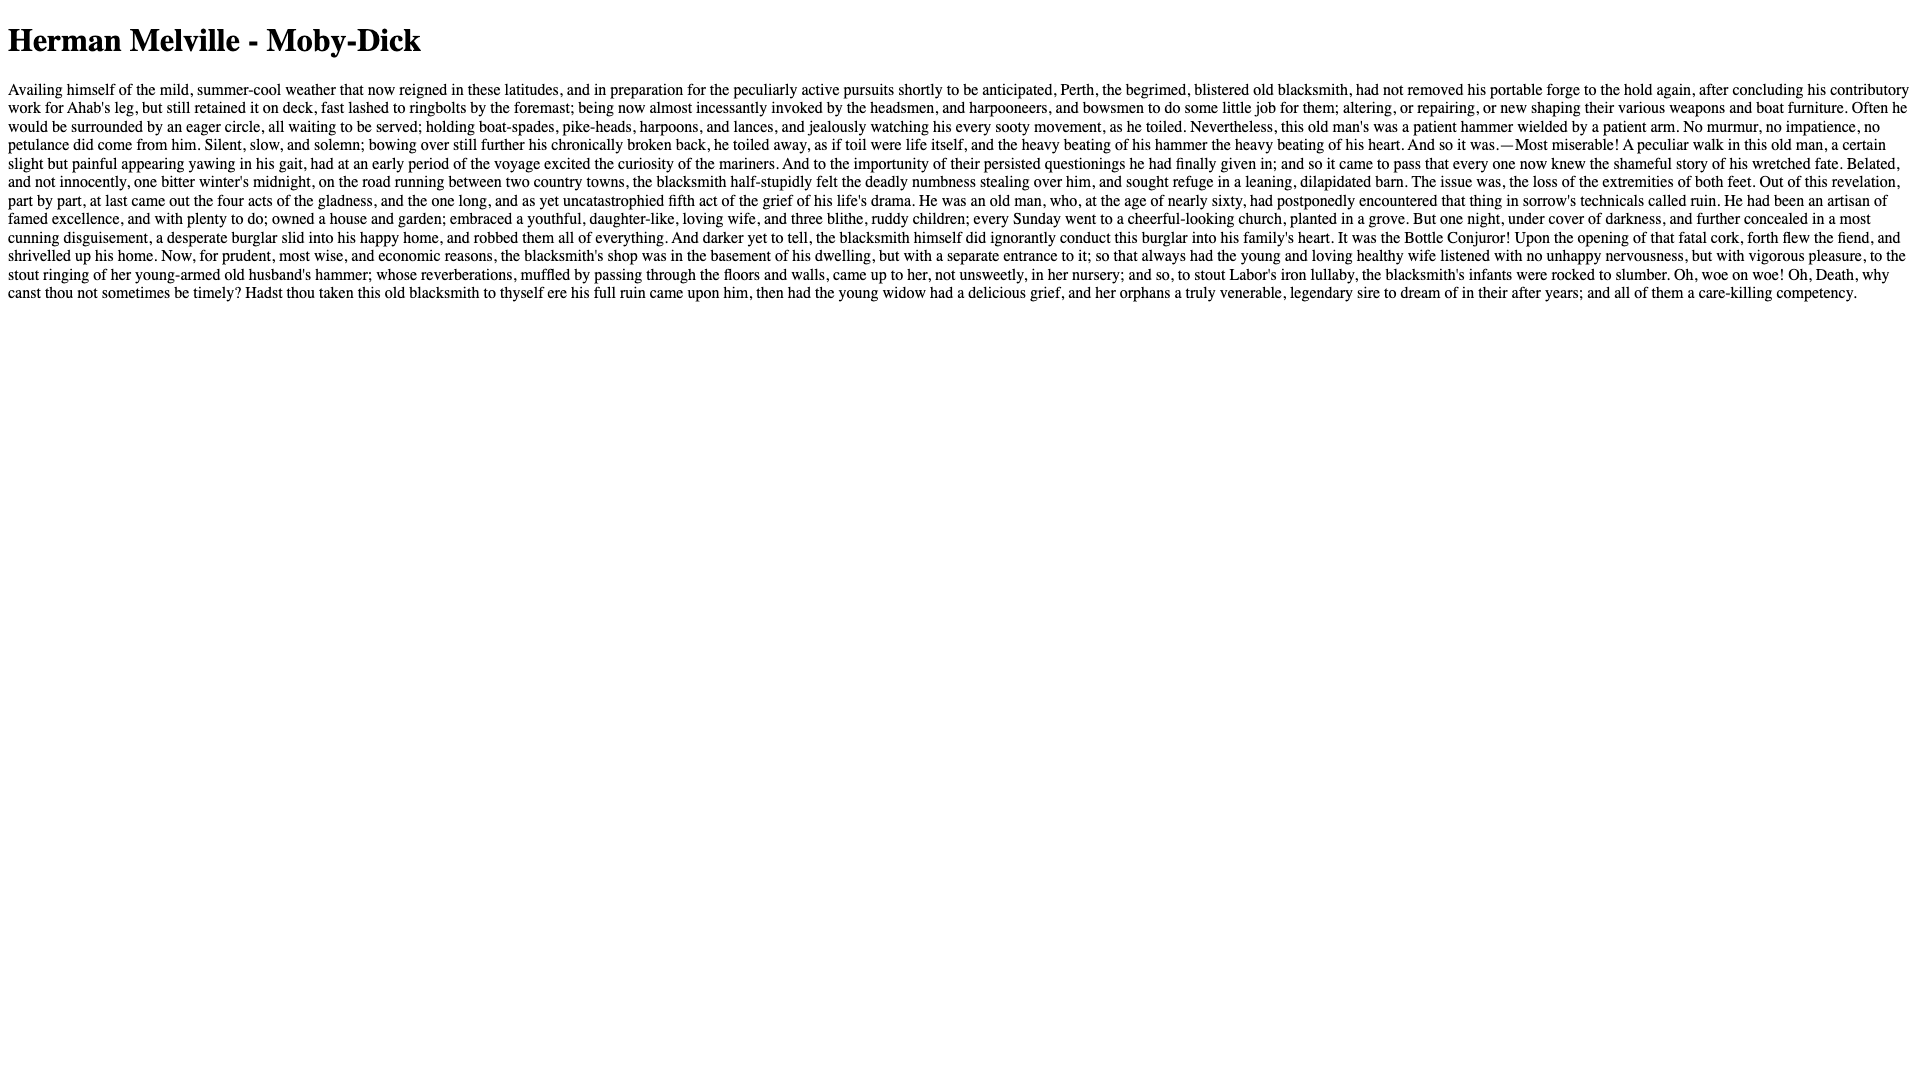 Herman Melville - Moby-Dick
Availing himself of the mild, summer-cool weather that now reigned in these latitudes, and in preparation for the peculiarly active pursuits shortly to be anticipated, Perth, the begrimed, blistered old blacksmith, had not removed his portable forge to the hold again, after concluding his contributory
work for Ahab's leg, but still retained it on deck, fast lashed to ringbolts by the foremast; being now almost incessantly invoked by the headsmen, and harpooneers, and bowsmen to do some little job for them; altering, or repairing, or new shaping their various weapons and boat furniture. Often he
would be surrounded by an eager circle, all waiting to be served; holding boat-spades, pike-heads, harpoons, and lances, and jealously watching his every sooty movement, as he toiled. Nevertheless, this old man's was a patient hammer wielded by a patient arm. No murmur, no impatience, no
petulance did come from him. Silent, slow, and solemn; bowing over still further his chronically broken back, he toiled away, as if toil were life itself, and the heavy beating of his hammer the heavy beating of his heart. And so it was.—Most miserable! A peculiar walk in this old man, a certain
slight but painful appearing yawing in his gait, had at an early period of the voyage excited the curiosity of the mariners. And to the importunity of their persisted questionings he had finally given in; and so it came to pass that every one now knew the shameful story of his wretched fate. Belated,
and not innocently, one bitter winter's midnight, on the road running between two country towns, the blacksmith half-stupidly felt the deadly numbness stealing over him, and sought refuge in a leaning, dilapidated barn. The issue was, the loss of the extremities of both feet. Out of this revelation,
part by part, at last came out the four acts of the gladness, and the one long, and as yet uncatastrophied fifth act of the grief of his life's drama. He was an old man, who, at the age of nearly sixty, had postponedly encountered that thing in sorrow's technicals called ruin. He had been an artisan of
famed excellence, and with plenty to do; owned a house and garden; embraced a youthful, daughter-like, loving wife, and three blithe, ruddy children; every Sunday went to a cheerful-looking church, planted in a grove. But one night, under cover of darkness, and further concealed in a most
cunning disguisement, a desperate burglar slid into his happy home, and robbed them all of everything. And darker yet to tell, the blacksmith himself did ignorantly conduct this burglar into his family's heart. It was the Bottle Conjuror! Upon the opening of that fatal cork, forth flew the fiend, and
shrivelled up his home. Now, for prudent, most wise, and economic reasons, the blacksmith's shop was in the basement of his dwelling, but with a separate entrance to it; so that always had the young and loving healthy wife listened with no unhappy nervousness, but with vigorous pleasure, to the
stout ringing of her young-armed old husband's hammer; whose reverberations, muffled by passing through the floors and walls, came up to her, not unsweetly, in her nursery; and so, to stout Labor's iron lullaby, the blacksmith's infants were rocked to slumber. Oh, woe on woe! Oh, Death, why
canst thou not sometimes be timely? Hadst thou taken this old blacksmith to thyself ere his full ruin came upon him, then had the young widow had a delicious grief, and her orphans a truly venerable, legendary sire to dream of in their after years; and all of them a care-killing competency.